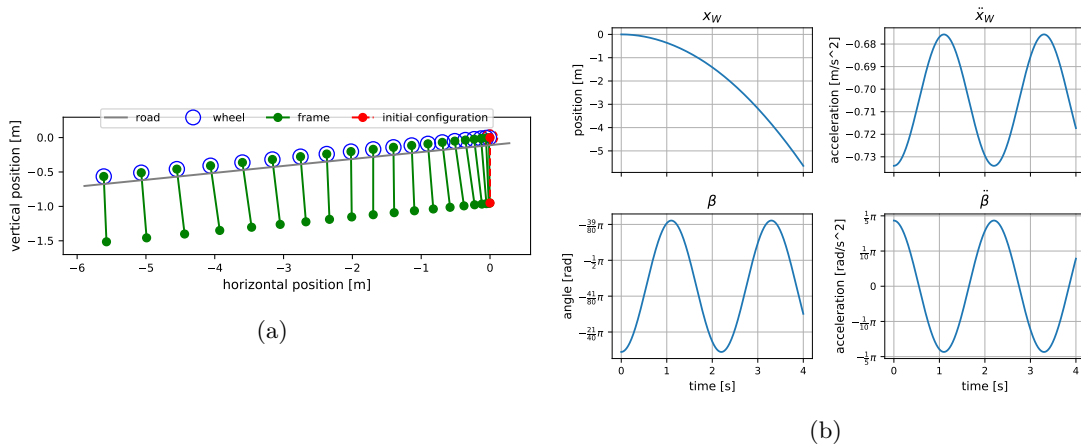 road wheel frame initial configuration
0.0
−0.5
−1.0
−1.5
vertical position [m]
−6 −5 −4 −3 −2 −1 0
horizontal position [m]
(a)
x_W
0
−1
−2
−3
−4
−5
position [m]
ẍ_W
−0.68
−0.69
−0.70
−0.71
−0.72
−0.73
acceleration [m/s^2]
β
−39/80 π
−1/2 π
−41/80 π
−21/40 π
angle [rad]
0 1 2 3 4
time [s]
β̈
1/5 π
1/10 π
0
−1/10 π
−1/5 π
acceleration [rad/s^2]
0 1 2 3 4
time [s]
(b)